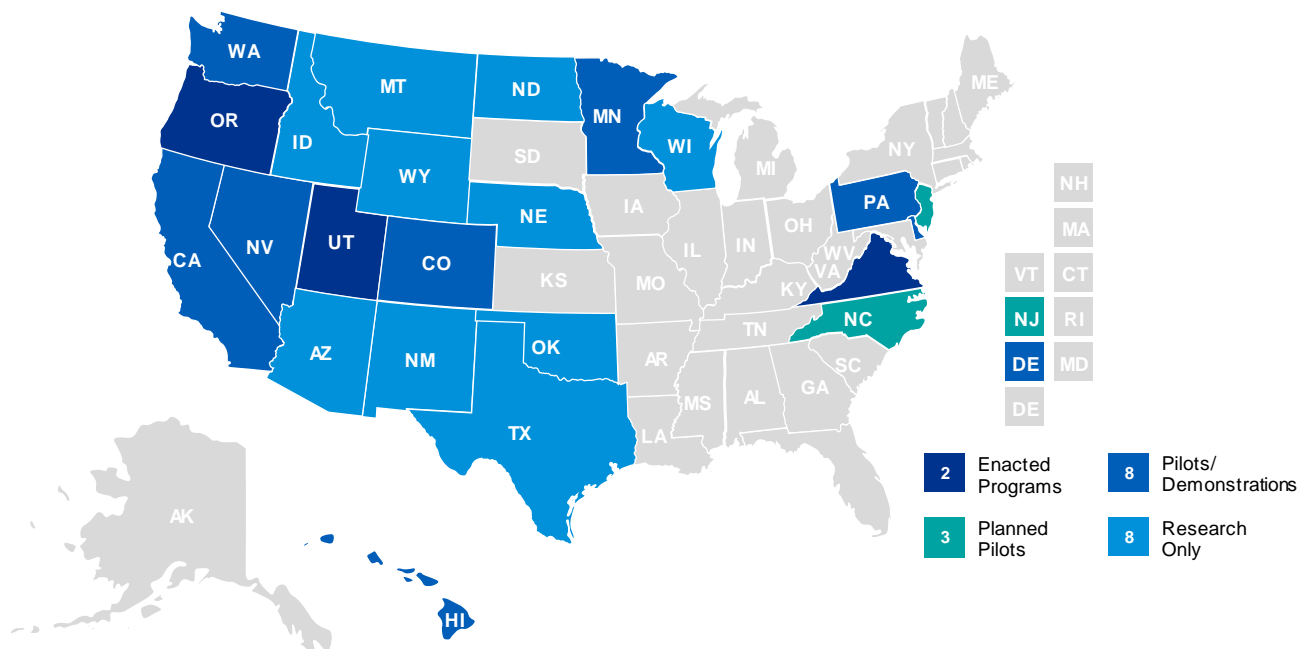 WA
MT
ND
MN
ME
OR
ID
WI
NY
SD
MI
WY
PA
NH
NE
IA
OH
MA
UT
NV
CO
IL
IN
WV
CA
VA
VT
CT
KS
MO
KY
NJ
RI
NC
TN
AZ
NM
OK
AR
SC
DE
MD
GA
MS
AL
DE
TX
LA
2 Enacted
Programs
8 Pilots/
Demonstrations
AK
3 Planned
Pilots
8 Research
Only
HI